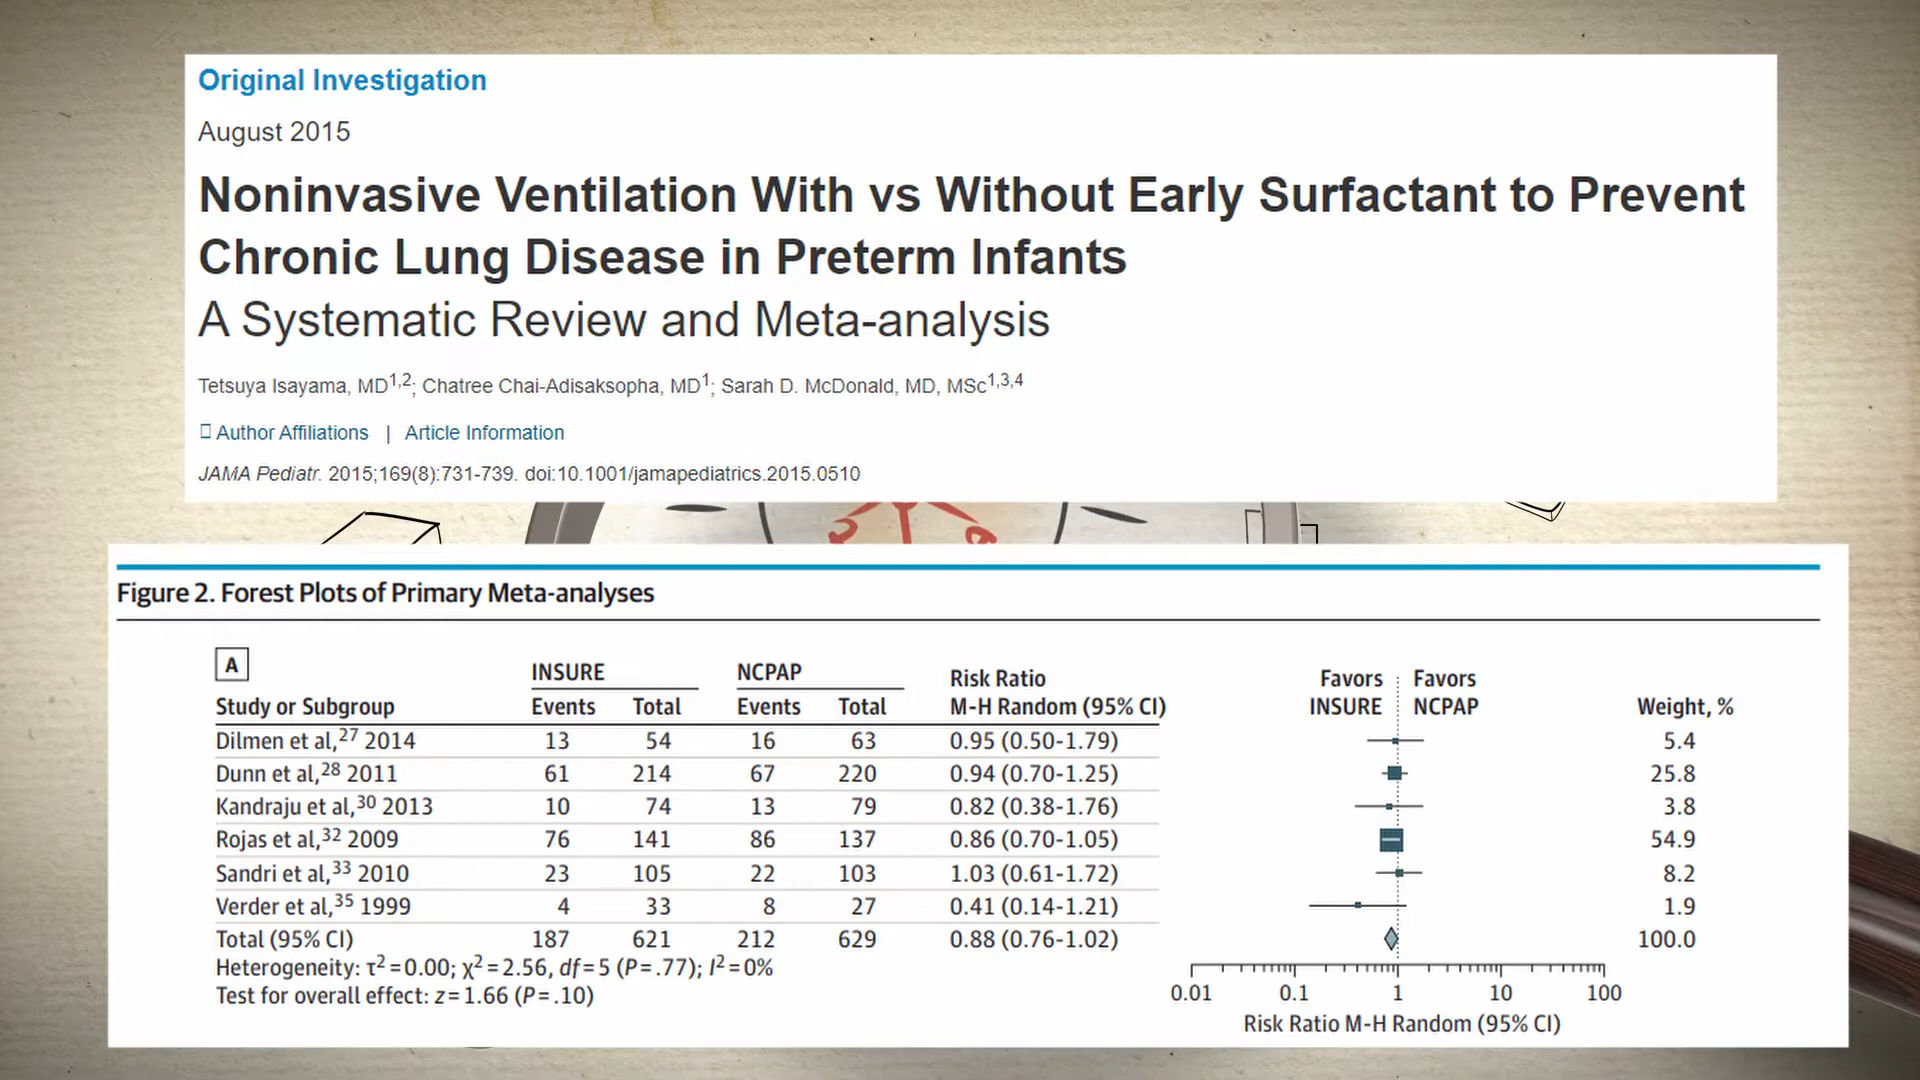 Original Investigation
August 2015
Noninvasive Ventilation With vs Without Early Surfactant to Prevent
Chronic Lung Disease in Preterm Infants
A Systematic Review and Meta-analysis
Tetsuya Isayama, MD1,2; Chatree Chai-Adisaksopha, MD1; Sarah D. McDonald, MD, MSc1,3,4
Author Affiliations | Article Information
JAMA Pediatr. 2015;169(8):731-739. doi:10.1001/jamapediatrics.2015.0510
Figure 2. Forest Plots of Primary Meta-analyses
A
INSURE NCPAP Risk Ratio Favors Favors
Study or Subgroup Events Total Events Total M-H Random (95% CI) INSURE NCPAP Weight, %
Dilmen et al,27 2014 13 54 16 63 0.95 (0.50-1.79) 5.4
Dunn et al,28 2011 61 214 67 220 0.94 (0.70-1.25) 25.8
Kandraju et al,30 2013 10 74 13 79 0.82 (0.38-1.76) 3.8
Rojas et al,32 2009 76 141 86 137 0.86 (0.70-1.05) 54.9
Sandri et al,33 2010 23 105 22 103 1.03 (0.61-1.72) 8.2
Verder et al,35 1999 4 33 8 27 0.41 (0.14-1.21) 1.9
Total (95% CI) 187 621 212 629 0.88 (0.76-1.02) 100.0
Heterogeneity: τ2=0.00; χ2=2.56, df=5 (P=.77); I2=0%
Test for overall effect: z=1.66 (P=.10)
0.01 0.1 1 10 100
Risk Ratio M-H Random (95% CI)